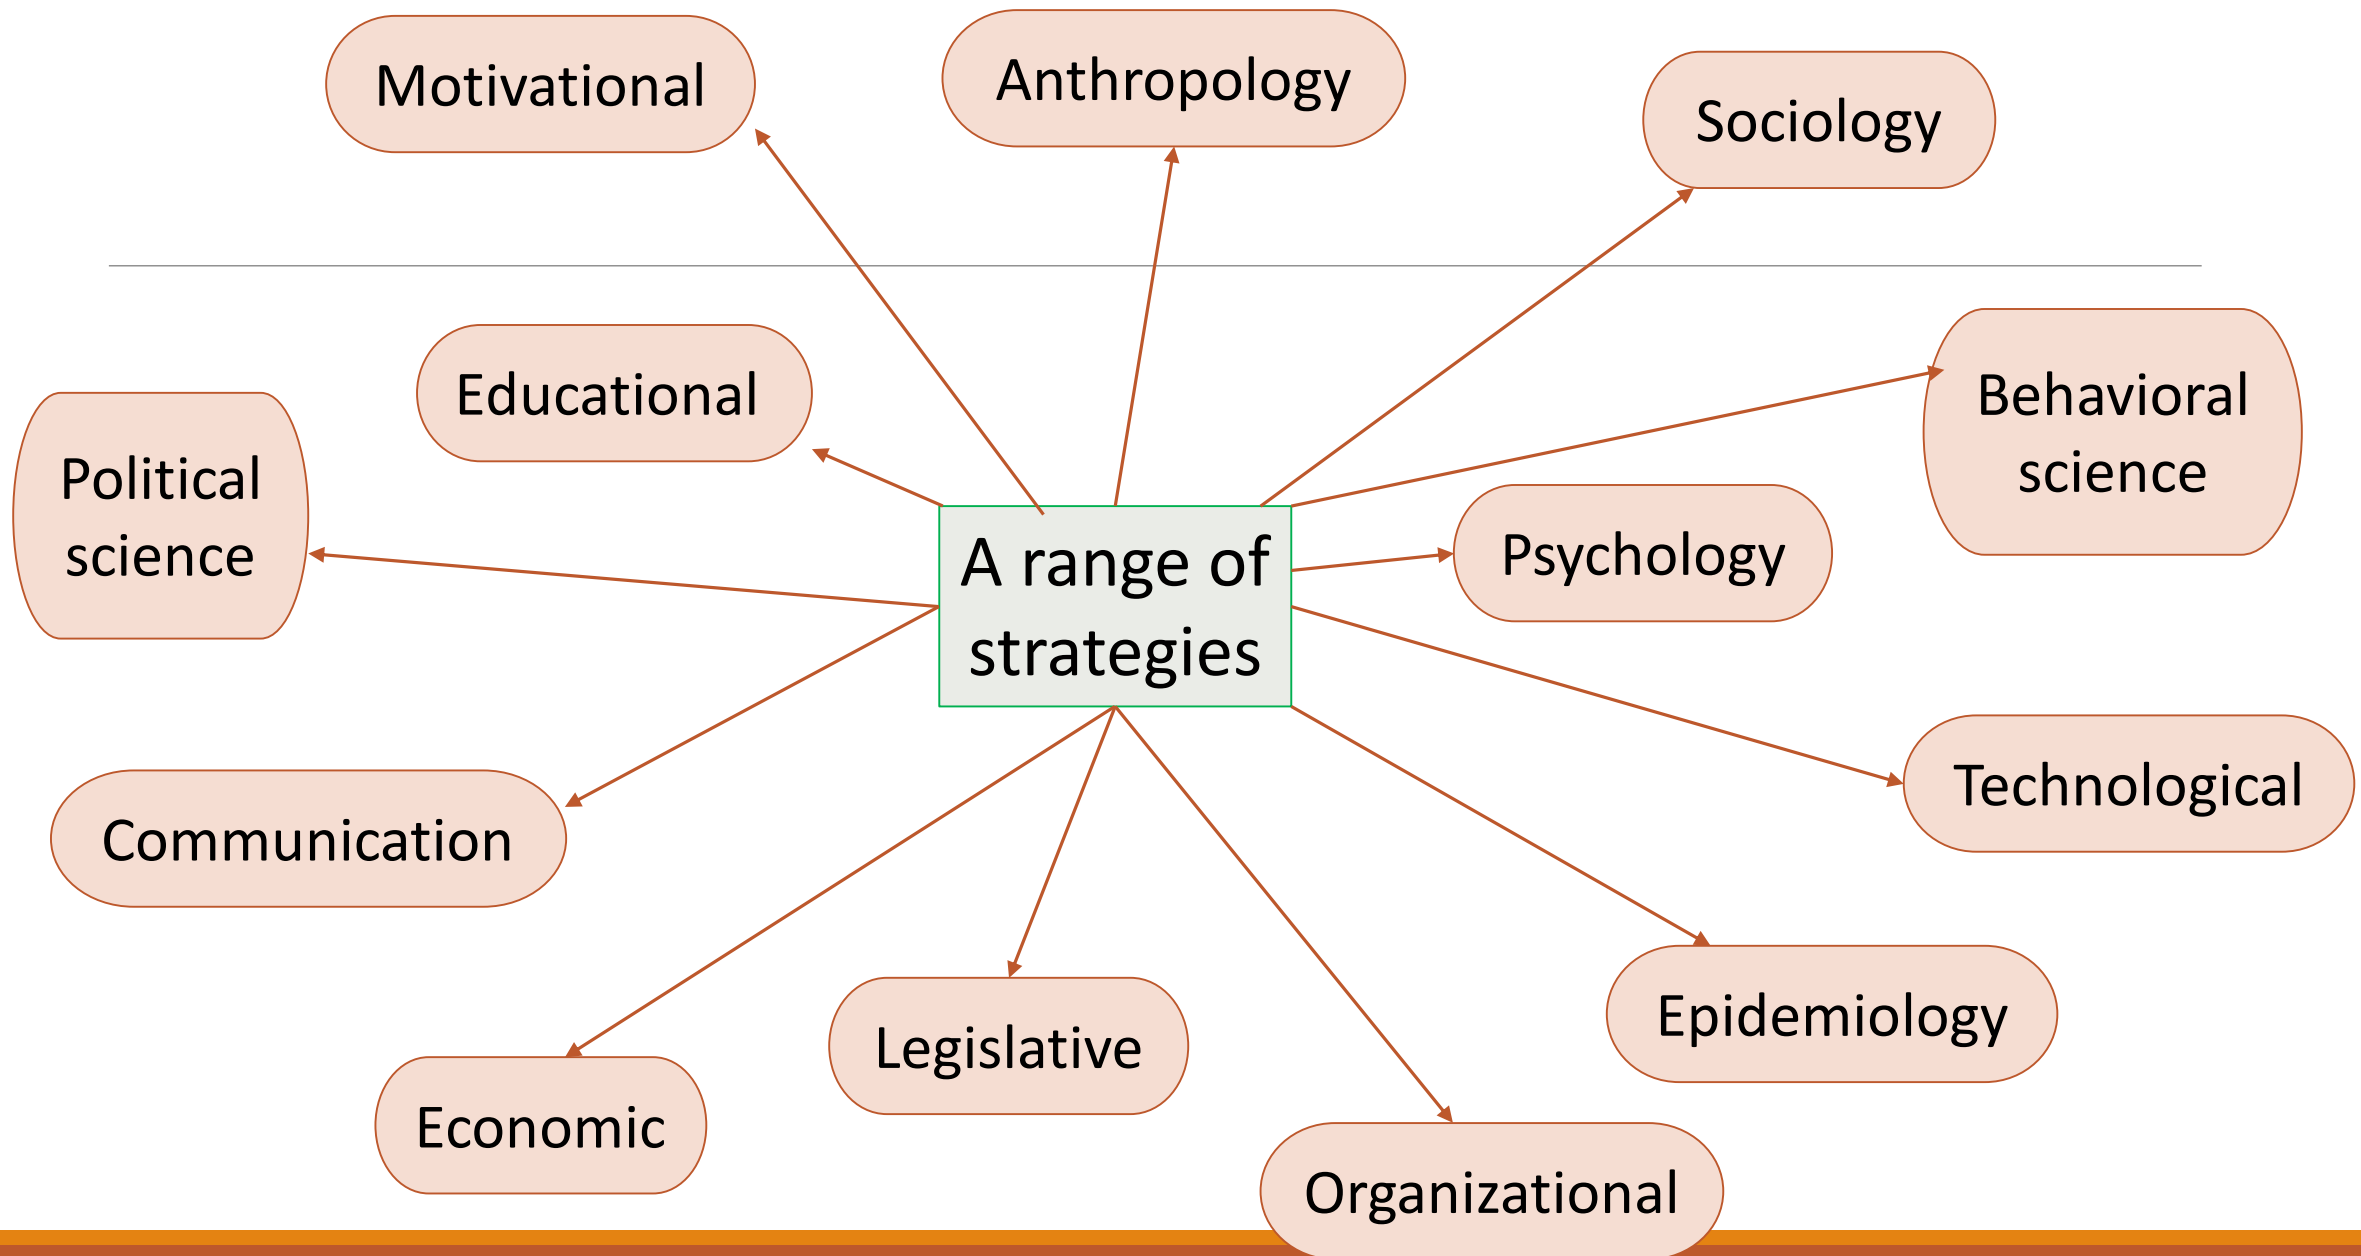 Motivational
Anthropology
Sociology
Educational
Behavioral
science
Political
science
Psychology
A range of
strategies
Technological
Communication
Epidemiology
Legislative
Economic
Organizational